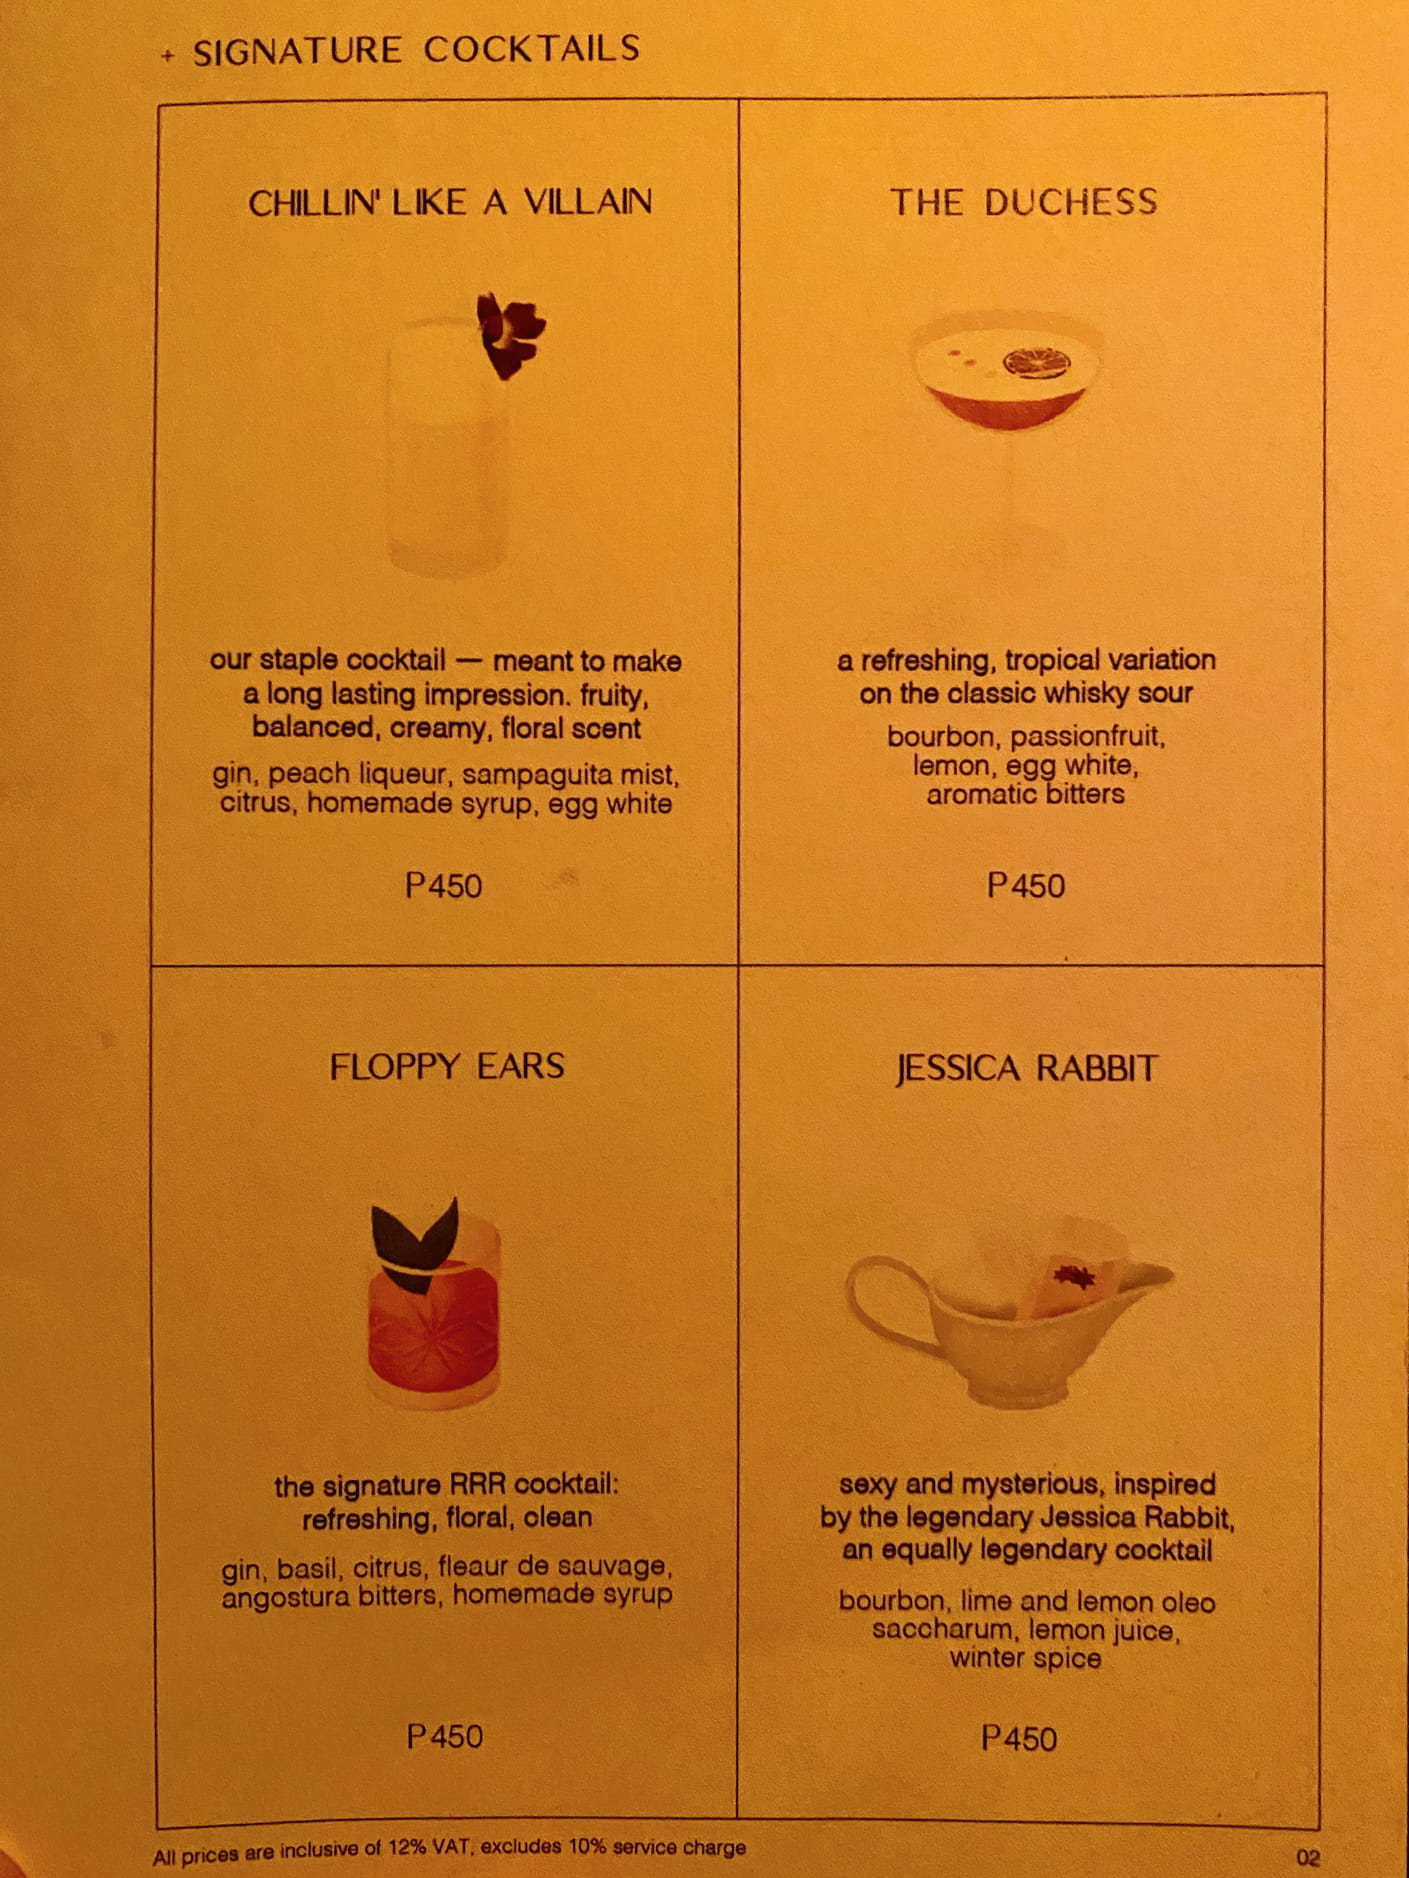 + SIGNATURE COCKTAILS
CHILLIN' LIKE A VILLAIN
our staple cocktail — meant to make
a long lasting impression. fruity,
balanced, creamy, floral scent
gin, peach liqueur, sampaguita mist,
citrus, homemade syrup, egg white
P450
THE DUCHESS
a refreshing, tropical variation
on the classic whisky sour
bourbon, passionfruit,
lemon, egg white,
aromatic bitters
P450
FLOPPY EARS
the signature RRR cocktail:
refreshing, floral, clean
gin, basil, citrus, fleaur de sauvage,
angostura bitters, homemade syrup
P450
JESSICA RABBIT
sexy and mysterious, inspired
by the legendary Jessica Rabbit,
an equally legendary cocktail
bourbon, lime and lemon oleo
saccharum, lemon juice,
winter spice
P450
All prices are inclusive of 12% VAT, excludes 10% service charge
02